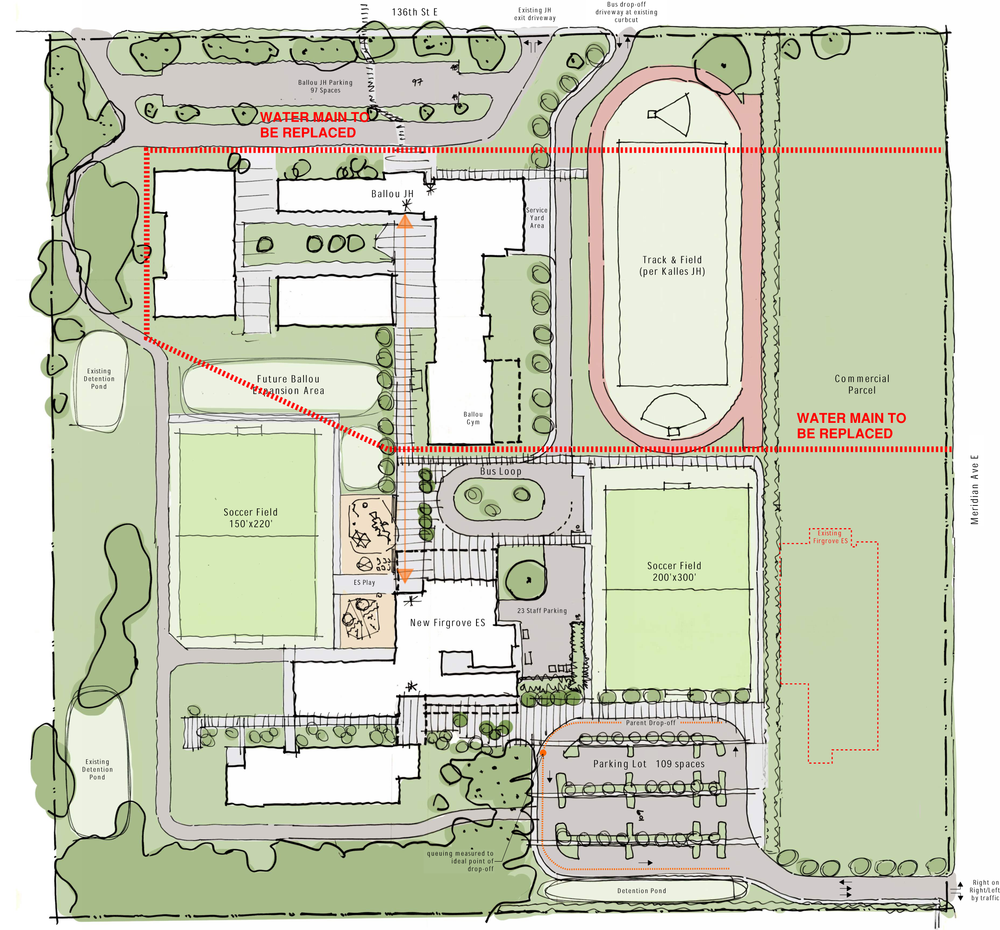 136th St E
Existing JH
exit driveway
Bus drop-off
driveway at existing
curbcut
Ballou JH Parking
97 Spaces
97
48
49
WATER MAIN TO
BE REPLACED
Ballou JH
Service
Yard
Area
Track & Field
(per Kalles JH)
Existing
Detention
Pond
Future Ballou
Expansion Area
Commercial
Parcel
Ballou
Gym
WATER MAIN TO
BE REPLACED
Meridian Ave E
Bus Loop
Soccer Field
150'x220'
10
Existing
Firgrove ES
Soccer Field
200'x300'
ES Play
23 Staff Parking
13
New Firgrove ES
Parent Drop-off
Parking Lot 109 spaces
Existing
Detention
Pond
109
queuing measured to
ideal point of
drop-off
Detention Pond
Right on
Right/Left
by traffic